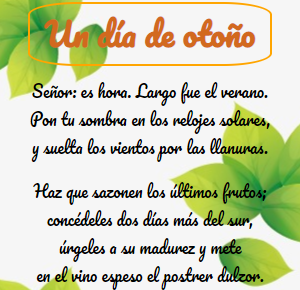 Un día de otoño
Señor: es hora. Largo fue el verano.
Pon tu sombra en los relojes solares,
y suelta los vientos por las llanuras.
Haz que sazonen los últimos frutos;
concédeles dos días más del sur,
úrgeles a su madurez y mete
en el vino espeso el postrer dulzor.